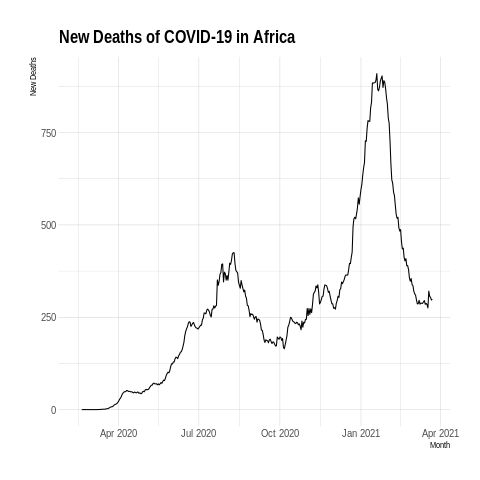 New Deaths of COVID-19 in Africa
New Deaths
750
500
250
0
Apr 2020 Jul 2020 Oct 2020 Jan 2021 Apr 2021
Month